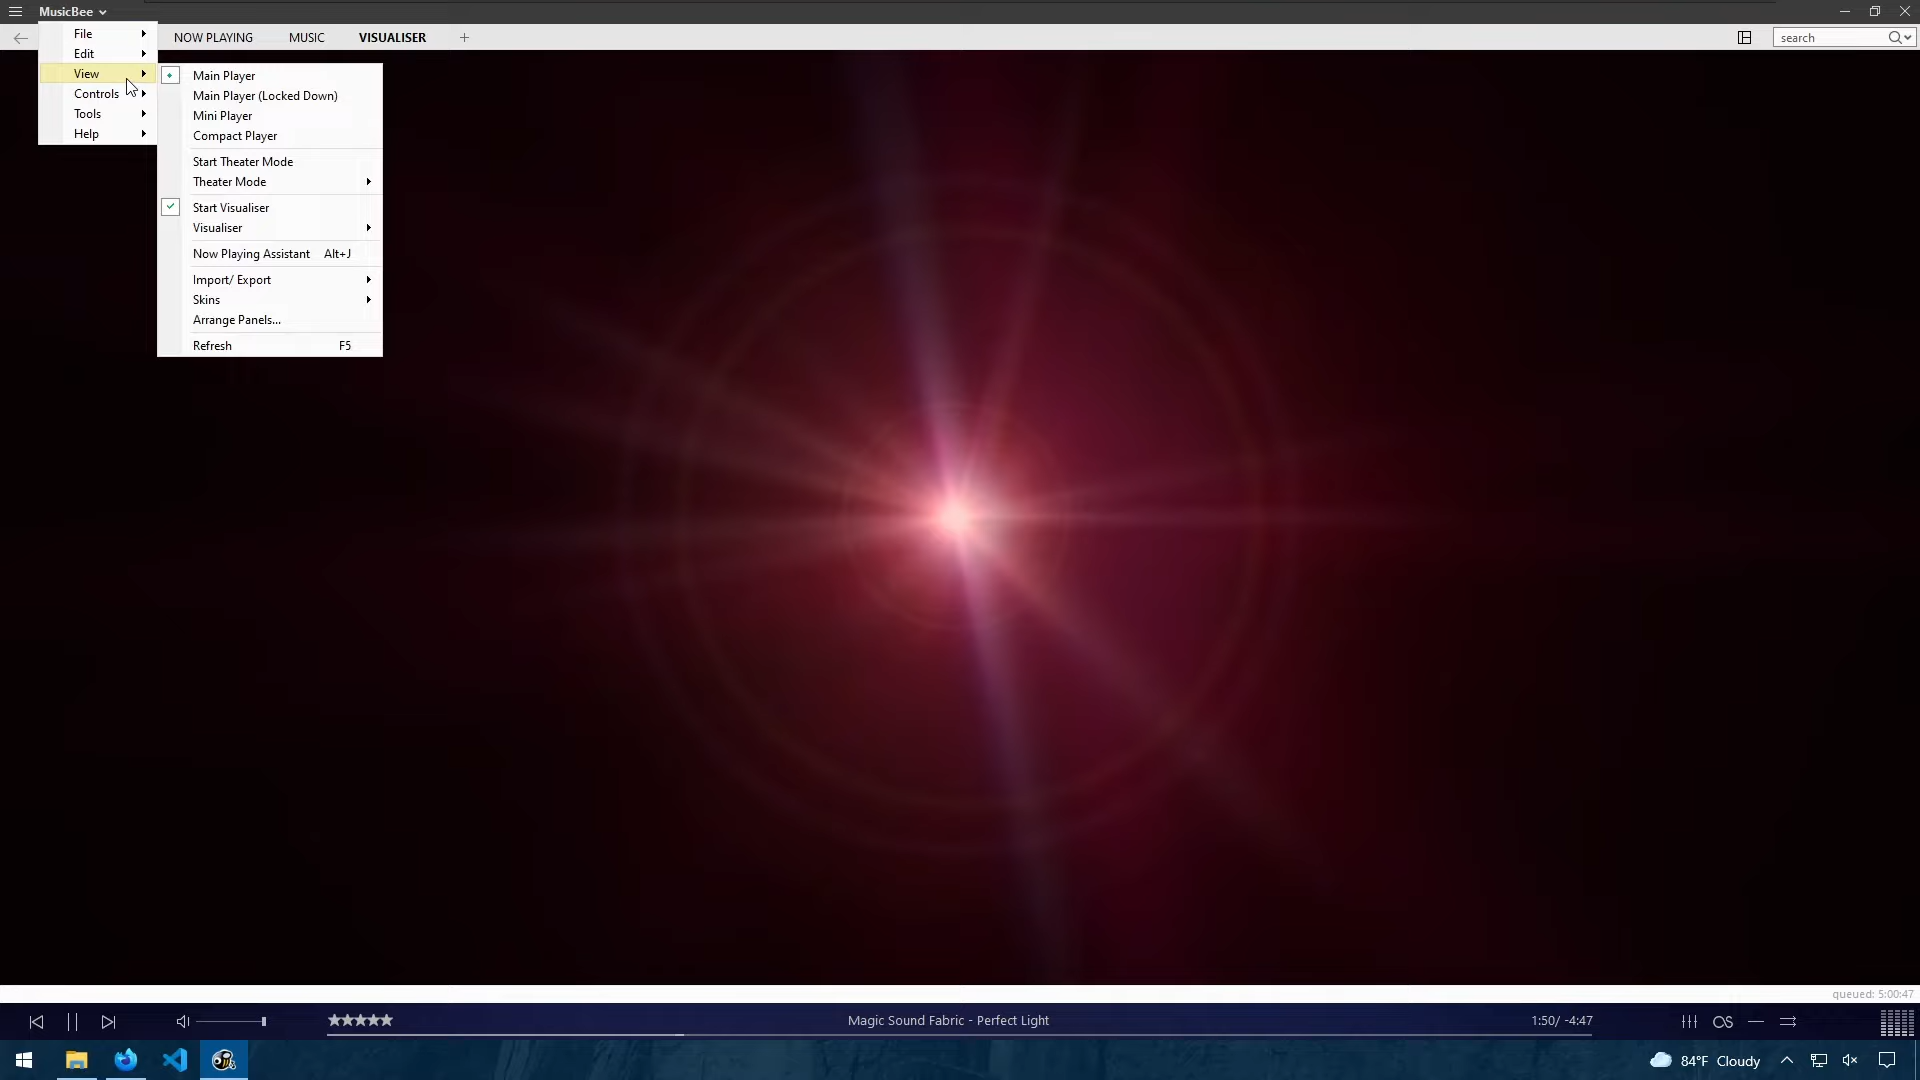 MusicBee
NOW PLAYING
MUSIC
VISUALISER
search
File
Edit
View
Controls
Tools
Help
Main Player
Main Player (Locked Down)
Mini Player
Compact Player
Start Theater Mode
Theater Mode
Start Visualiser
Visualiser
Now Playing Assistant Alt+J
Import/ Export
Skins
Arrange Panels...
Refresh F5
queued: 5:00:47
Magic Sound Fabric - Perfect Light
1:50/ -4:47
84°F Cloudy